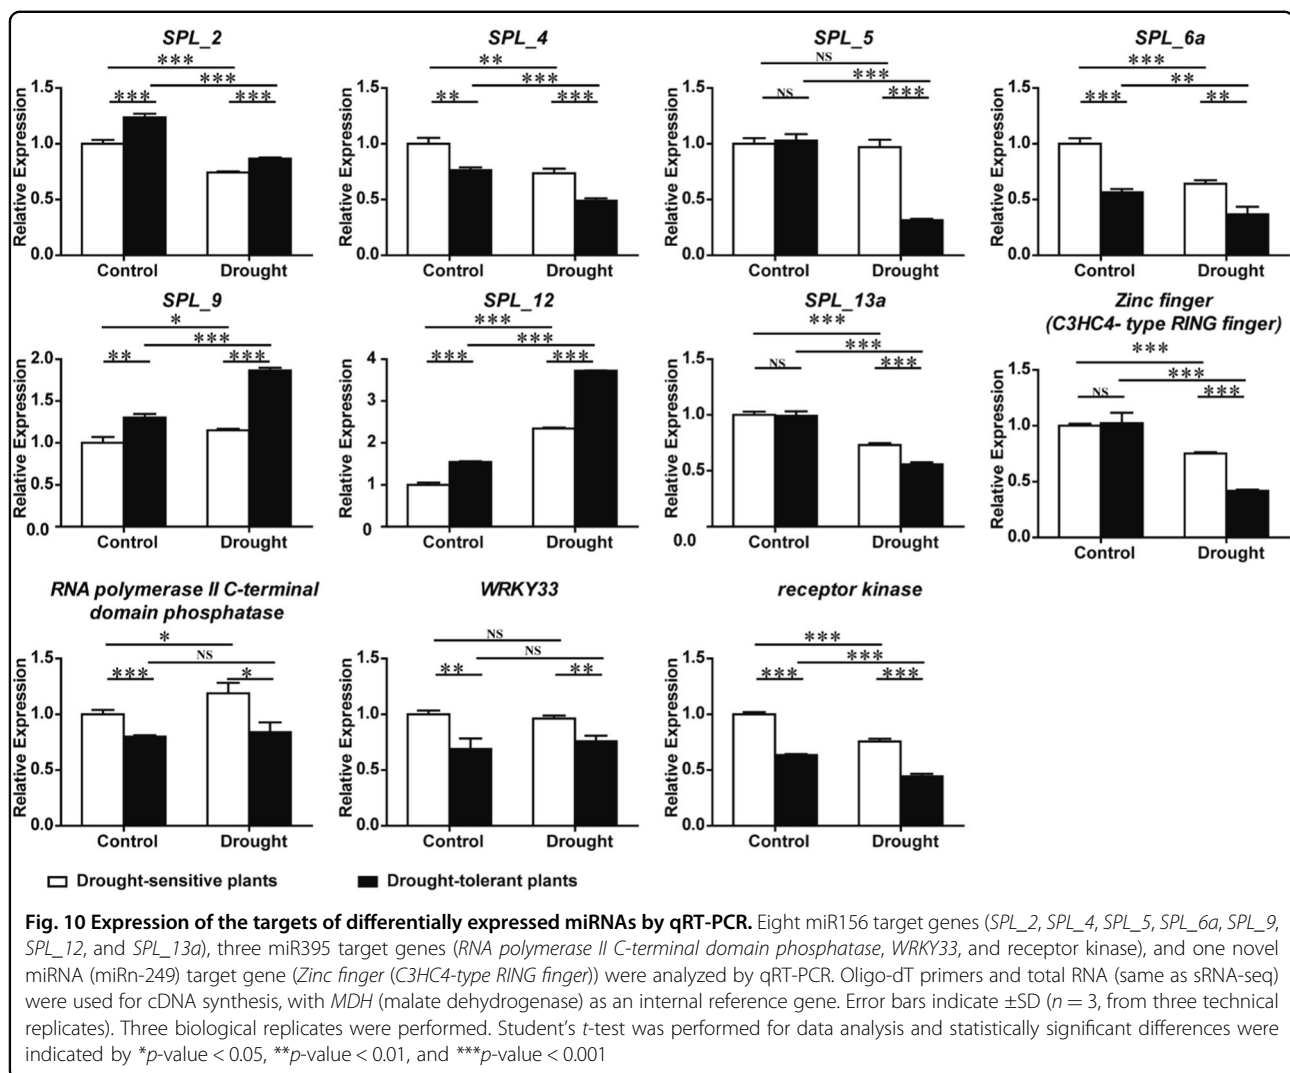 SPL_2
SPL_4
SPL_5
SPL_6a
*** ** NS ***
*** *** *** **
*** *** ** *** NS *** *** **
Relative Expression 1.5 1.0 0.5 0.0
Control Drought
Relative Expression 1.5 1.0 0.5 0.0
Control Drought
Relative Expression 1.5 1.0 0.5 0.0
Control Drought
Relative Expression 1.5 1.0 0.5 0.0
Control Drought
SPL_9
SPL_12
SPL_13a
Zinc finger
(C3HC4- type RING finger)
* *** *** ***
*** *** *** ***
** *** *** *** NS *** NS ***
Relative Expression 2.0 1.5 1.0 0.5 0.0
Control Drought
Relative Expression 4 3 2 1 0
Control Drought
Relative Expression 1.5 1.0 0.5 0.0
Control Drought
Relative Expression 1.5 1.0 0.5 0.0
Control Drought
RNA polymerase II C-terminal
domain phosphatase
WRKY33
receptor kinase
* NS ***
NS NS ***
*** * ** ** *** ***
Relative Expression 1.5 1.0 0.5 0.0
Control Drought
Relative Expression 1.5 1.0 0.5 0.0
Control Drought
Relative Expression 1.5 1.0 0.5 0.0
Control Drought
Drought-sensitive plants Drought-tolerant plants
Fig. 10 Expression of the targets of differentially expressed miRNAs by qRT-PCR. Eight miR156 target genes (SPL_2, SPL_4, SPL_5, SPL_6a, SPL_9,
SPL_12, and SPL_13a), three miR395 target genes (RNA polymerase II C-terminal domain phosphatase, WRKY33, and receptor kinase), and one novel
miRNA (miRn-249) target gene (Zinc finger (C3HC4-type RING finger)) were analyzed by qRT-PCR. Oligo-dT primers and total RNA (same as sRNA-seq)
were used for cDNA synthesis, with MDH (malate dehydrogenase) as an internal reference gene. Error bars indicate ±SD (n = 3, from three technical
replicates). Three biological replicates were performed. Student's t-test was performed for data analysis and statistically significant differences were
indicated by *p-value < 0.05, **p-value < 0.01, and ***p-value < 0.001